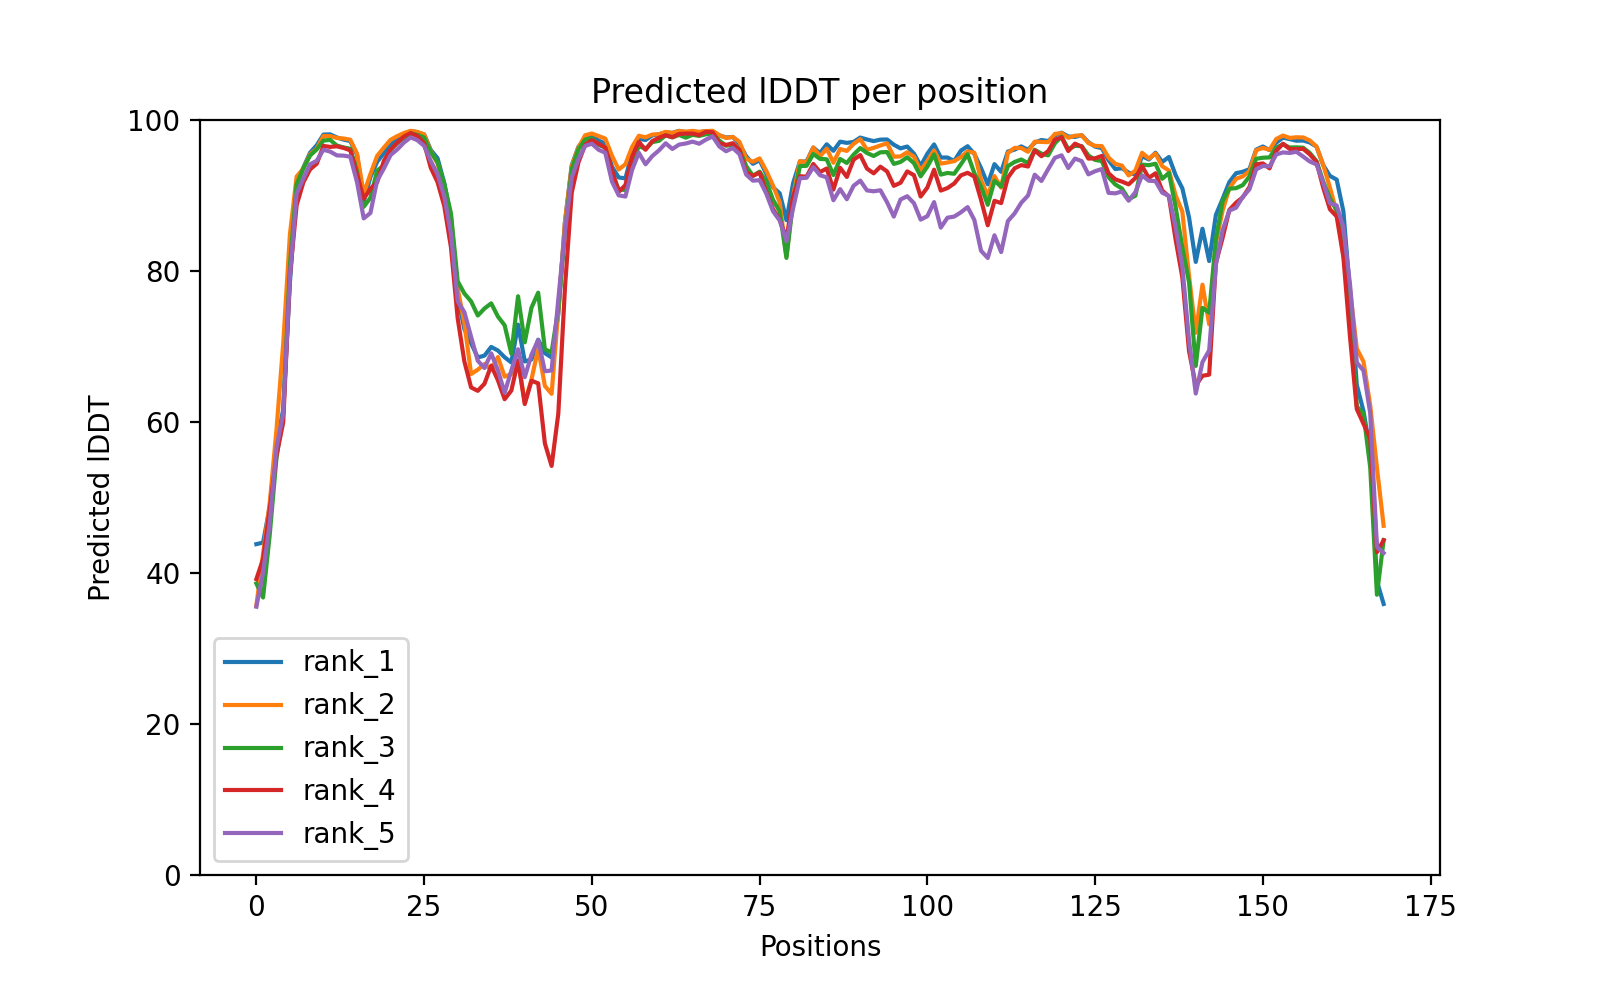 Predicted lDDT per position
100
80
60
40
20
0
Predicted lDDT
rank_1
rank_2
rank_3
rank_4
rank_5
0 25 50 75 100 125 150 175
Positions